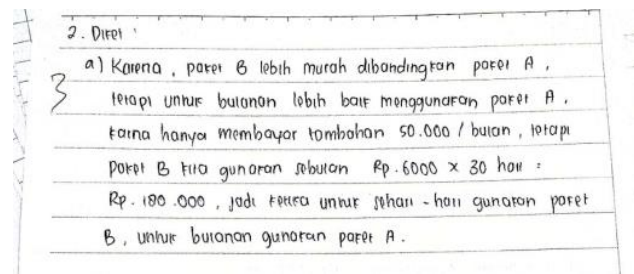 2. Diket :
a) Karena, paket B lebih murah dibandingkan paket A,
3
tetapi untuk bulanan lebih baik menggunakan paket A,
karna hanya membayar tambahan 50.000 / bulan, tetapi
paket B kita gunakan sebulan Rp. 6000 x 30 hari =
Rp. 180.000, jadi ketika untuk sehari - hari gunakan paket
B, untuk bulanan gunakan paket A.